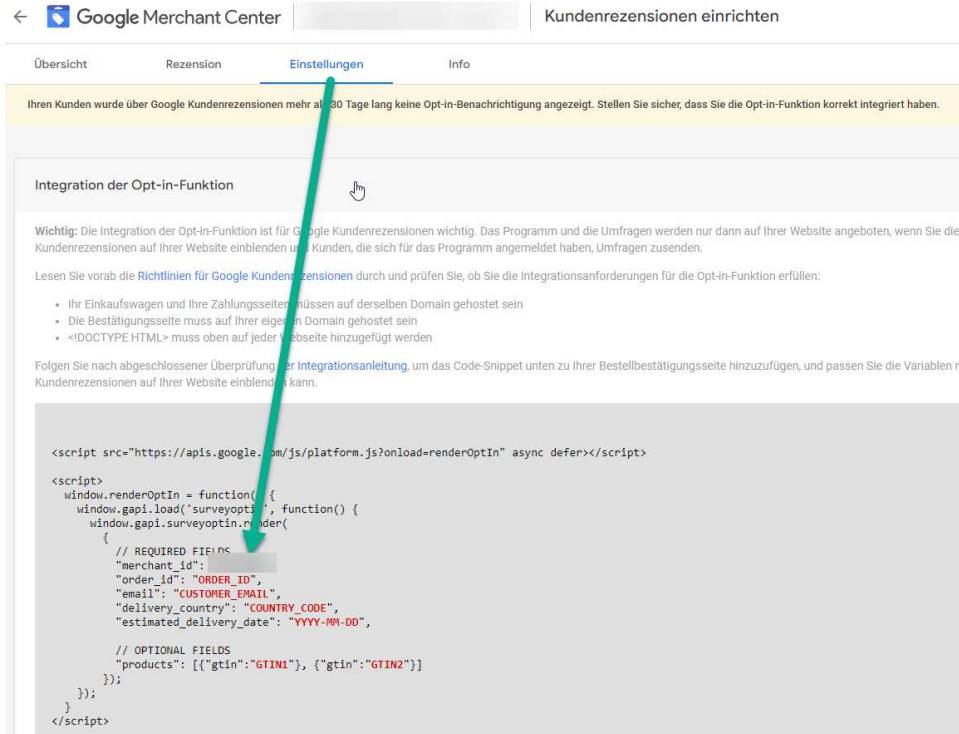 Google Merchant Center
Kundenrezensionen einrichten
Übersicht Rezension Einstellungen Info
Ihren Kunden wurde über Google Kundenrezensionen mehr als 30 Tage lang keine Opt-in-Benachrichtigung angezeigt. Stellen Sie sicher, dass Sie die Opt-in-Funktion korrekt integriert haben.
Integration der Opt-in-Funktion
Wichtig: Die Integration der Opt-in-Funktion ist für Google Kundenrezensionen wichtig. Das Programm und die Umfragen werden nur dann auf Ihrer Website angeboten, wenn Sie die
Kundenrezensionen auf Ihrer Website einblenden und Kunden, die sich für das Programm angemeldet haben, Umfragen zusenden.
Lesen Sie vorab die Richtlinien für Google Kundenrezensionen durch und prüfen Sie, ob Sie die Integrationsanforderungen für die Opt-in-Funktion erfüllen:
• Ihr Einkaufswagen und Ihre Zahlungsseiten müssen auf derselben Domain gehostet sein
• Die Bestätigungsseite muss auf Ihrer eigenen Domain gehostet sein
• <!DOCTYPE HTML> muss oben auf jeder Webseite hinzugefügt werden
Folgen Sie nach abgeschlossener Überprüfung der Integrationsanleitung, um das Code-Snippet unten zu Ihrer Bestellbestätigungsseite hinzuzufügen, und passen Sie die Variablen
Kundenrezensionen auf Ihrer Website einblenden kann.
<script src="https://apis.google.com/js/platform.js?onload=renderOptIn" async defer></script>
<script>
window.renderOptIn = function() {
window.gapi.load('surveyoptin', function() {
window.gapi.surveyoptin.render(
{
// REQUIRED FIELDS
"merchant_id":
"order_id": "ORDER_ID",
"email": "CUSTOMER_EMAIL",
"delivery_country": "COUNTRY_CODE",
"estimated_delivery_date": "YYYY-MM-DD",
// OPTIONAL FIELDS
"products": [{"gtin":"GTIN1"}, {"gtin":"GTIN2"}]
});
});
}
</script>